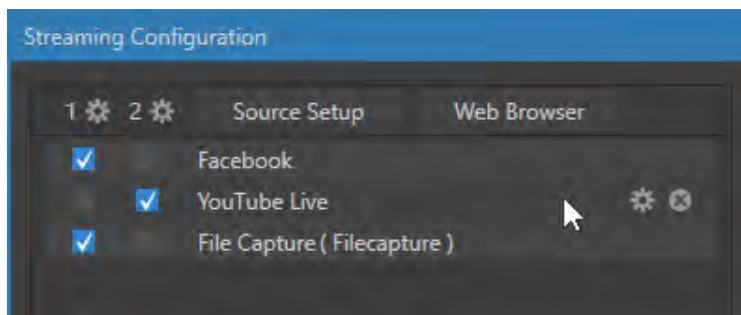 Streaming Configuration
1 2 Source Setup Web Browser
Facebook
YouTube Live
File Capture ( Filecapture )